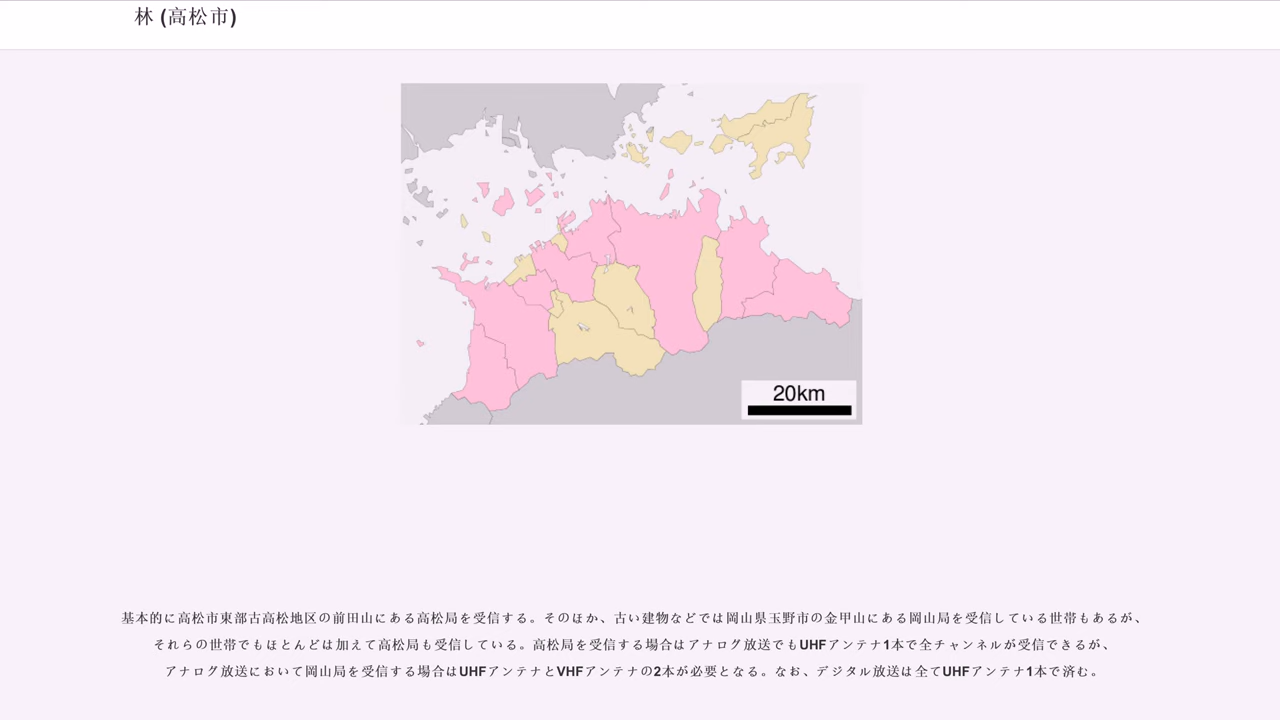 林 (高松市)
20km
基本的に高松市東部古高松地区の前田山にある高松局を受信する。そのほか、古い建物などでは岡山県玉野市の金甲山にある岡山局を受信している世帯もあるが、
それらの世帯でもほとんどは加えて高松局も受信している。高松局を受信する場合はアナログ放送でもUHFアンテナ1本で全チャンネルが受信できるが、
アナログ放送において岡山局を受信する場合はUHFアンテナとVHFアンテナの2本が必要となる。なお、デジタル放送は全てUHFアンテナ1本で済む。